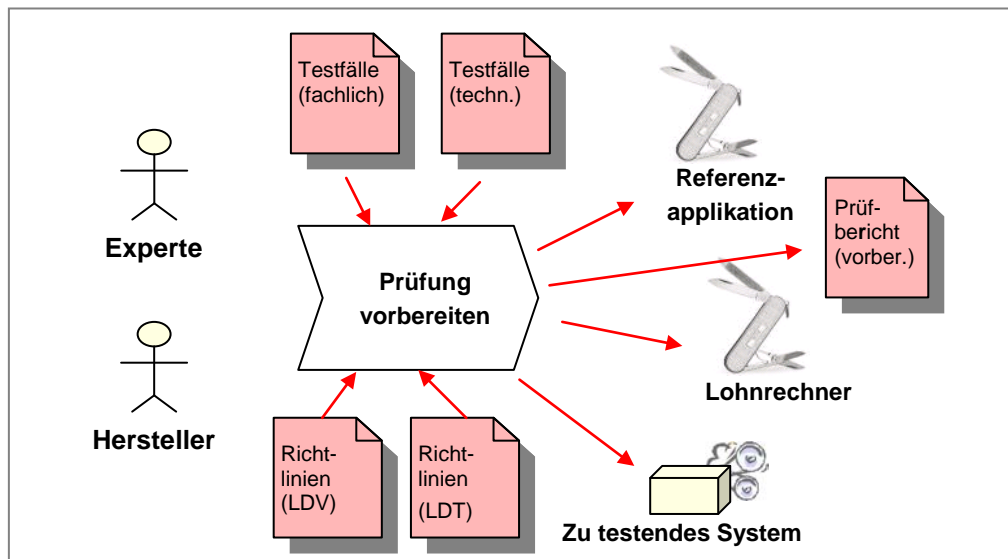 Testfälle
(fachlich)
Testfälle
(techn.)
Experte
Referenz-
applikation
Prüf-
bericht
(vorber.)
Prüfung
vorbereiten
Lohnrechner
Hersteller
Richt-
linien
(LDV)
Richt-
linien
(LDT)
Zu testendes System